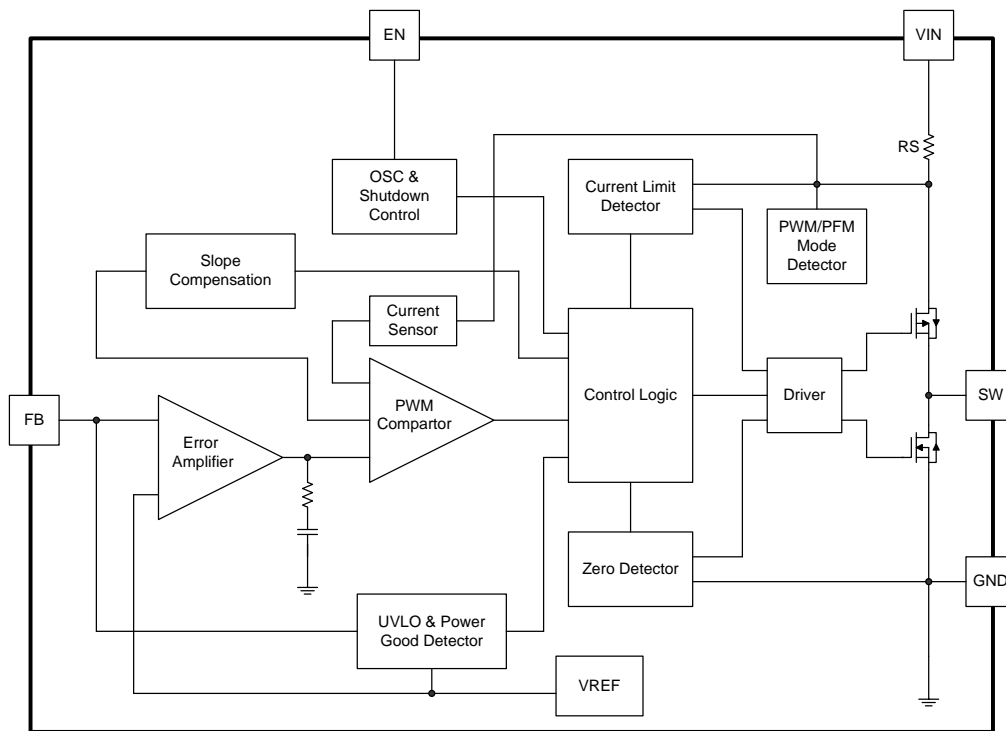 EN
VIN
RS
OSC &
Shutdown
Control
Current Limit
Detector
PWM/PFM
Mode
Detector
Slope
Compensation
Current
Sensor
FB
Error
Amplifier
PWM
Compartor
Control Logic
Driver
SW
Zero Detector
GND
UVLO & Power
Good Detector
VREF